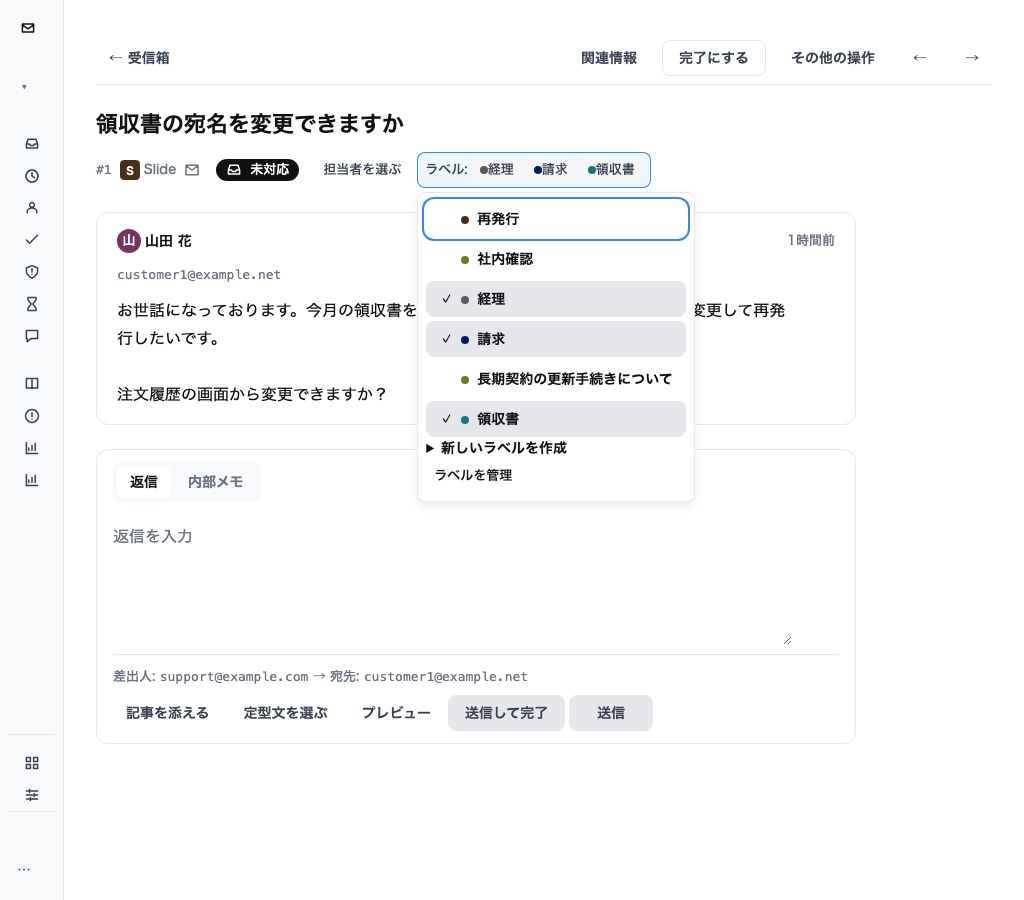 ← 受信箱
関連情報
完了にする
その他の操作
←
→
領収書の宛名を変更できますか
#1 S Slide
未対応
担当者を選ぶ
ラベル: 経理 請求 領収書
再発行
社内確認
✓ 経理
✓ 請求
長期契約の更新手続きについて
✓ 領収書
▶ 新しいラベルを作成
ラベルを管理
山 山田 花
1時間前
customer1@example.net
お世話になっております。今月の領収書を
変更して再発
行したいです。
注文履歴の画面から変更できますか？
返信
内部メモ
返信を入力
差出人: support@example.com → 宛先: customer1@example.net
記事を添える
定型文を選ぶ
プレビュー
送信して完了
送信